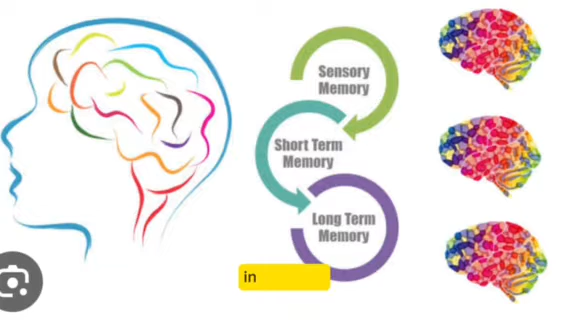 Sensory
Memory
Short Term
Memory
Long Term
Memory
in